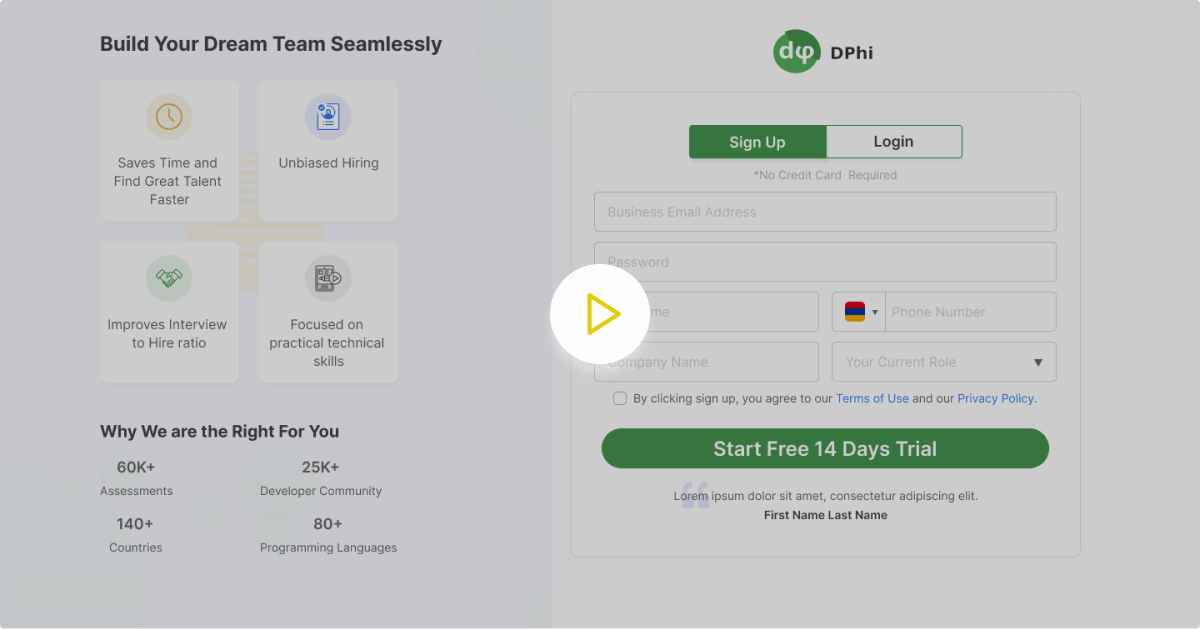 Build Your Dream Team Seamlessly
Saves Time and
Find Great Talent
Faster
Unbiased Hiring
Improves Interview
to Hire ratio
Focused on
practical technical
skills
Why We are the Right For You
60K+
Assessments
25K+
Developer Community
140+
Countries
80+
Programming Languages
dφ DPhi
Sign Up
Login
*No Credit Card Required
Business Email Address
Password
Phone Number
Company Name
Your Current Role
By clicking sign up, you agree to our Terms of Use and our Privacy Policy.
Start Free 14 Days Trial
Lorem ipsum dolor sit amet, consectetur adipiscing elit.
First Name Last Name